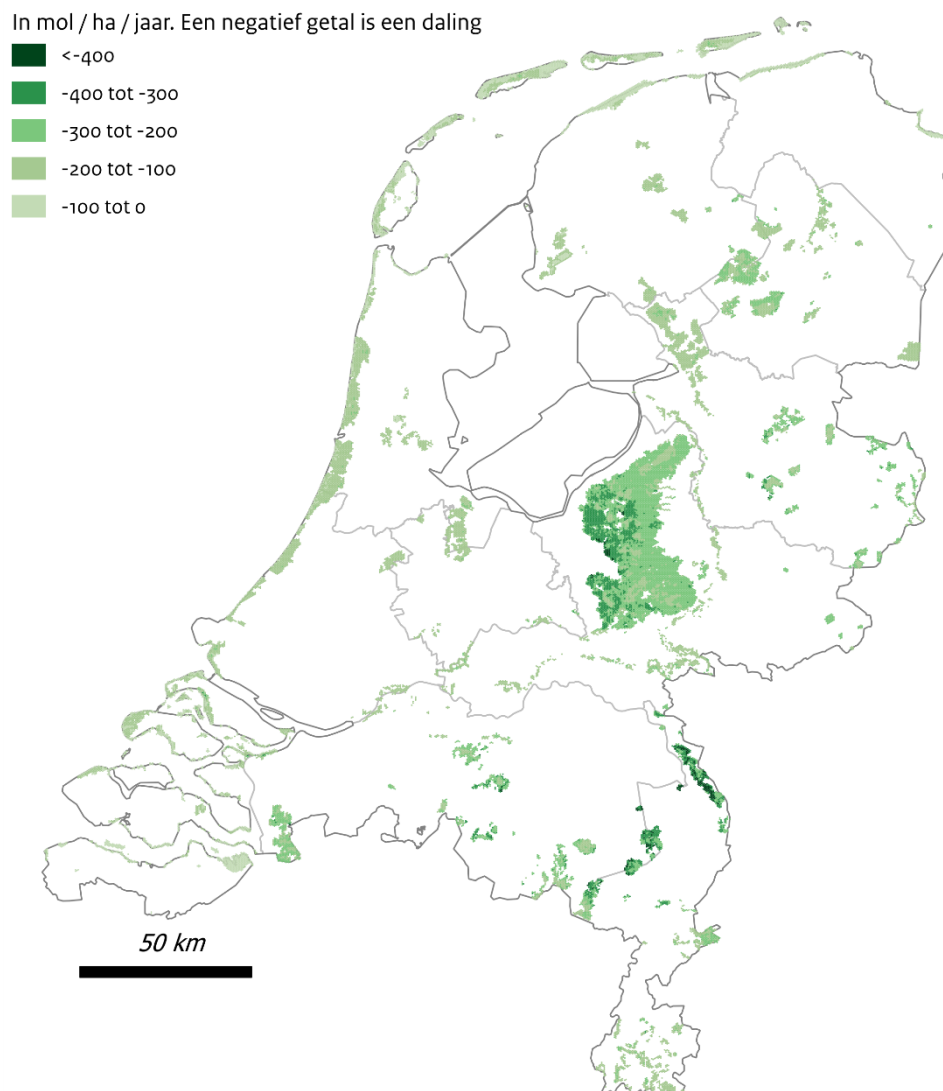 In mol / ha / jaar. Een negatief getal is een daling
<-400
-400 tot -300
-300 tot -200
-200 tot -100
-100 tot 0
50 km